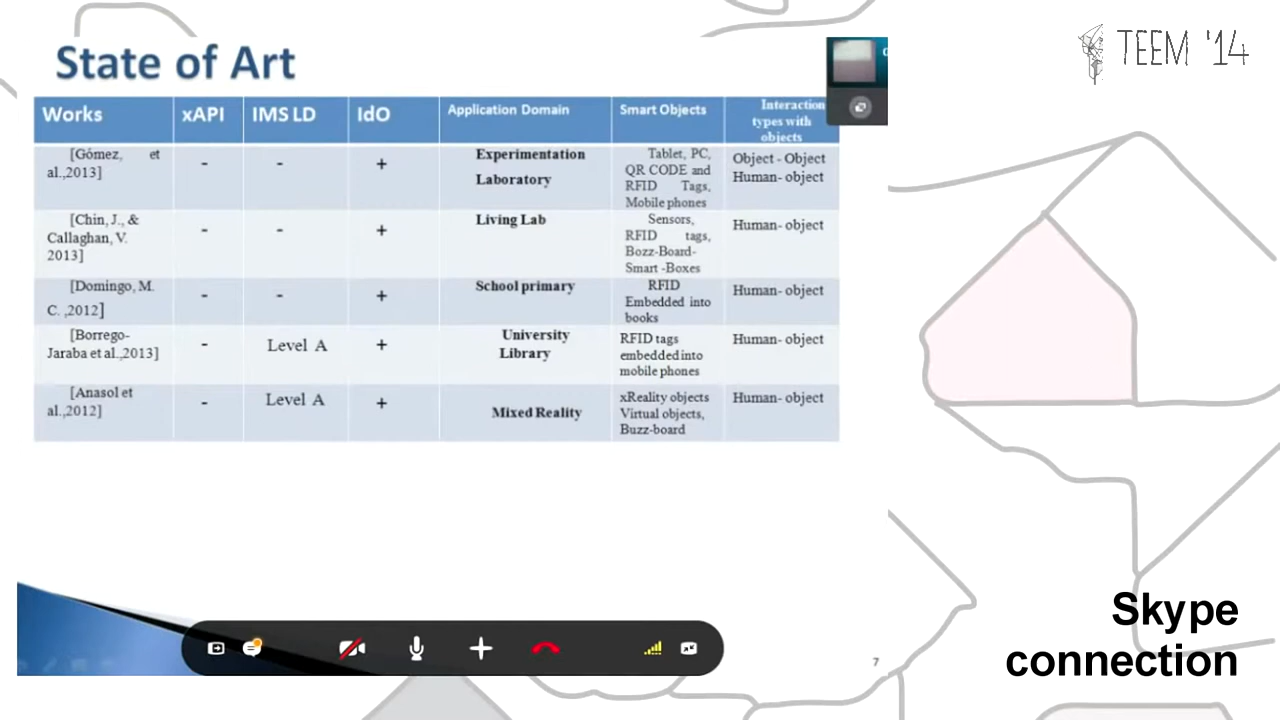 TEEM '14
State of Art
Works xAPI IMS LD IdO Application Domain Smart Objects Interaction
types with
objects
[Gómez, et
al.,2013]
-
-
+
Experimentation
Laboratory
Tablet, PC,
QR CODE and
RFID Tags,
Mobile phones
Object - Object
Human- object
[Chin, J., &
Callaghan, V.
2013]
-
-
+
Living Lab
Sensors,
RFID tags,
Bozz-Board-
Smart -Boxes
Human- object
[Domingo, M.
C. ,2012]
-
-
+
School primary
RFID
Embedded into
books
Human- object
[Borrego-
Jaraba et al.,2013]
-
Level A
+
University
Library
RFID tags
embedded into
mobile phones
Human- object
[Anasol et
al.,2012]
-
Level A
+
Mixed Reality
xReality objects
Virtual objects,
Buzz-board
Human- object
7
Skype
connection